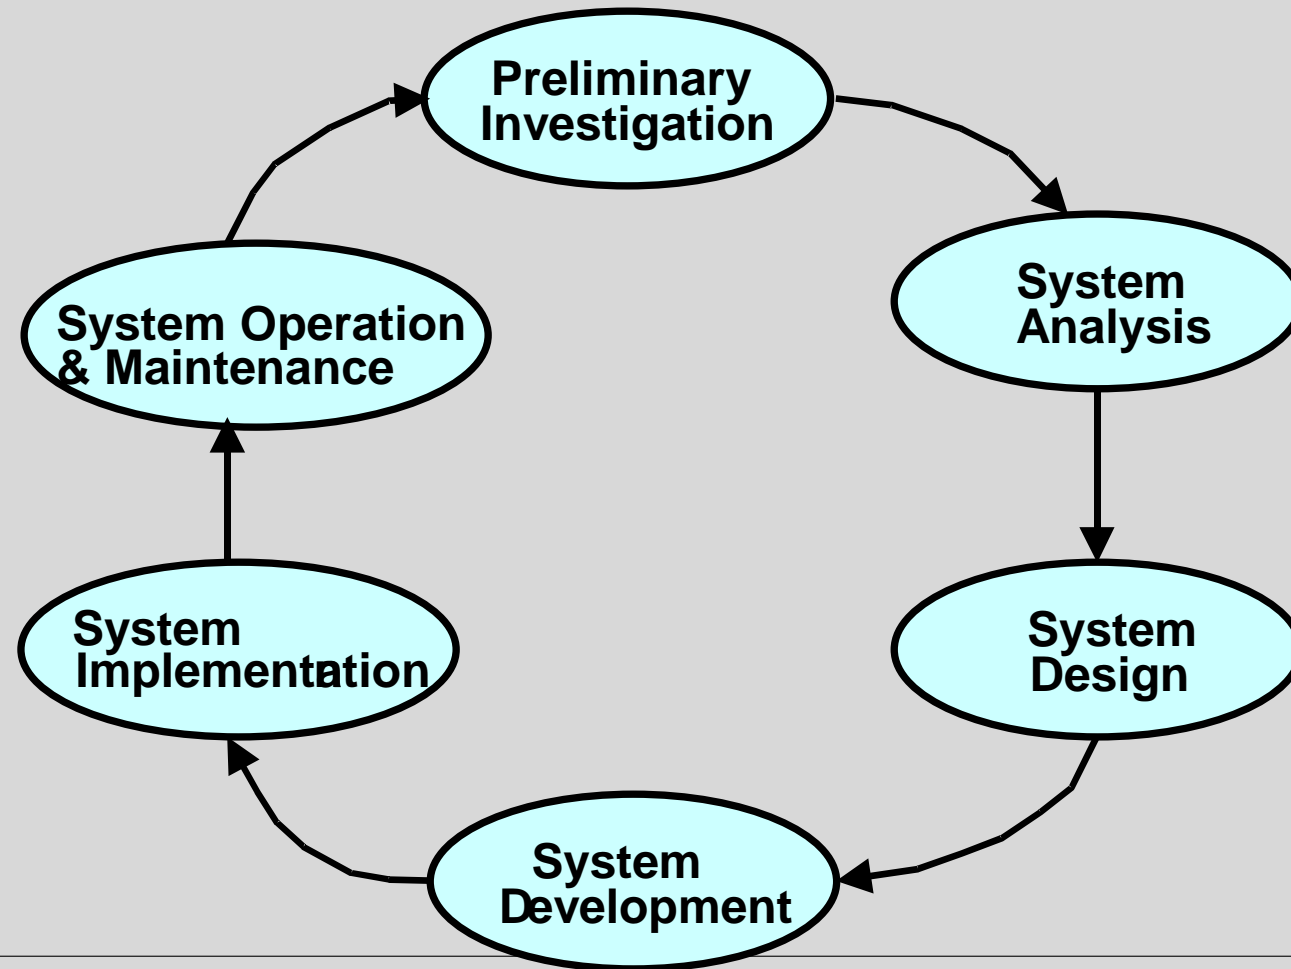 Preliminary
Investigation
System
Analysis
System Operation
& Maintenance
System
Implementation
System
Design
System
Development